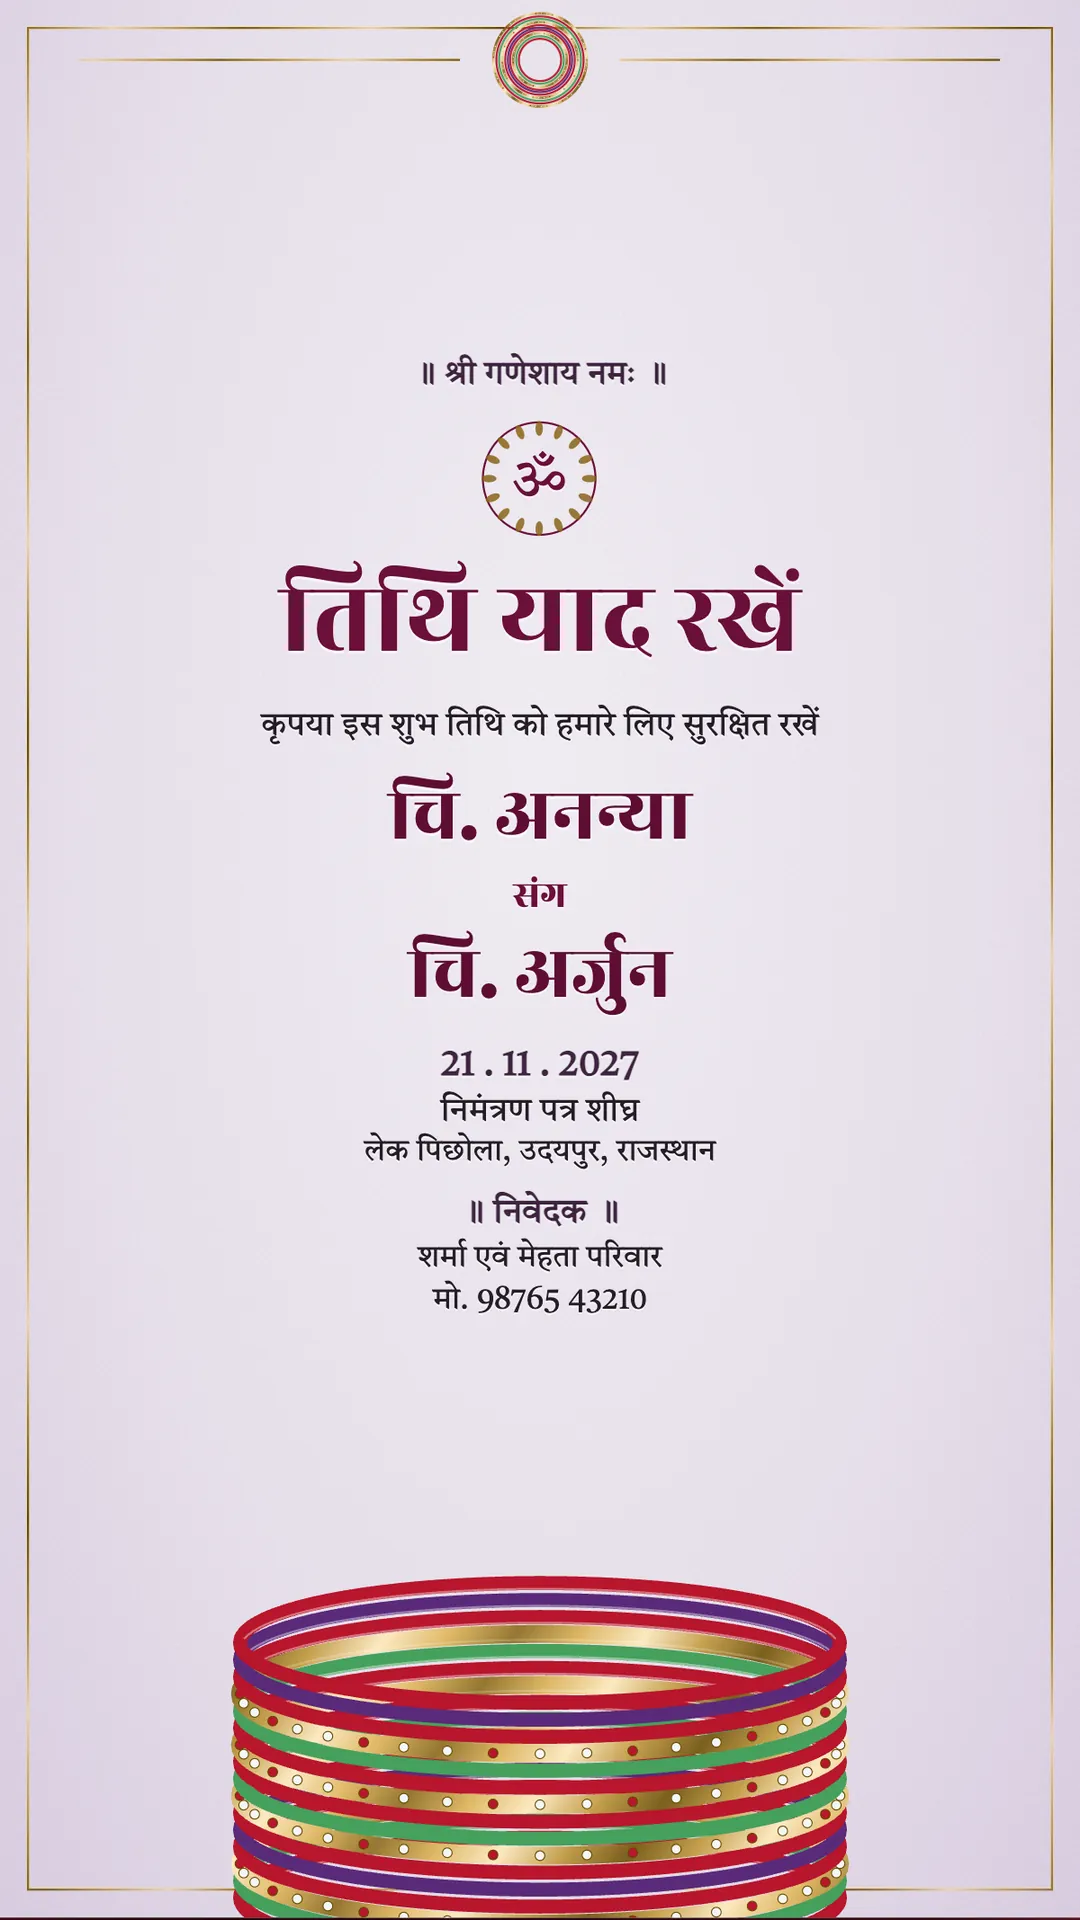 ॥ श्री गणेशाय नमः ॥
ॐ
तिथि याद रखें
कृपया इस शुभ तिथि को हमारे लिए सुरक्षित रखें
चि. अनन्या
संग
चि. अर्जुन
21 . 11 . 2027
निमंत्रण पत्र शीघ्र
लेक पिछोला, उदयपुर, राजस्थान
॥ निवेदक ॥
शर्मा एवं मेहता परिवार
मो. 98765 43210